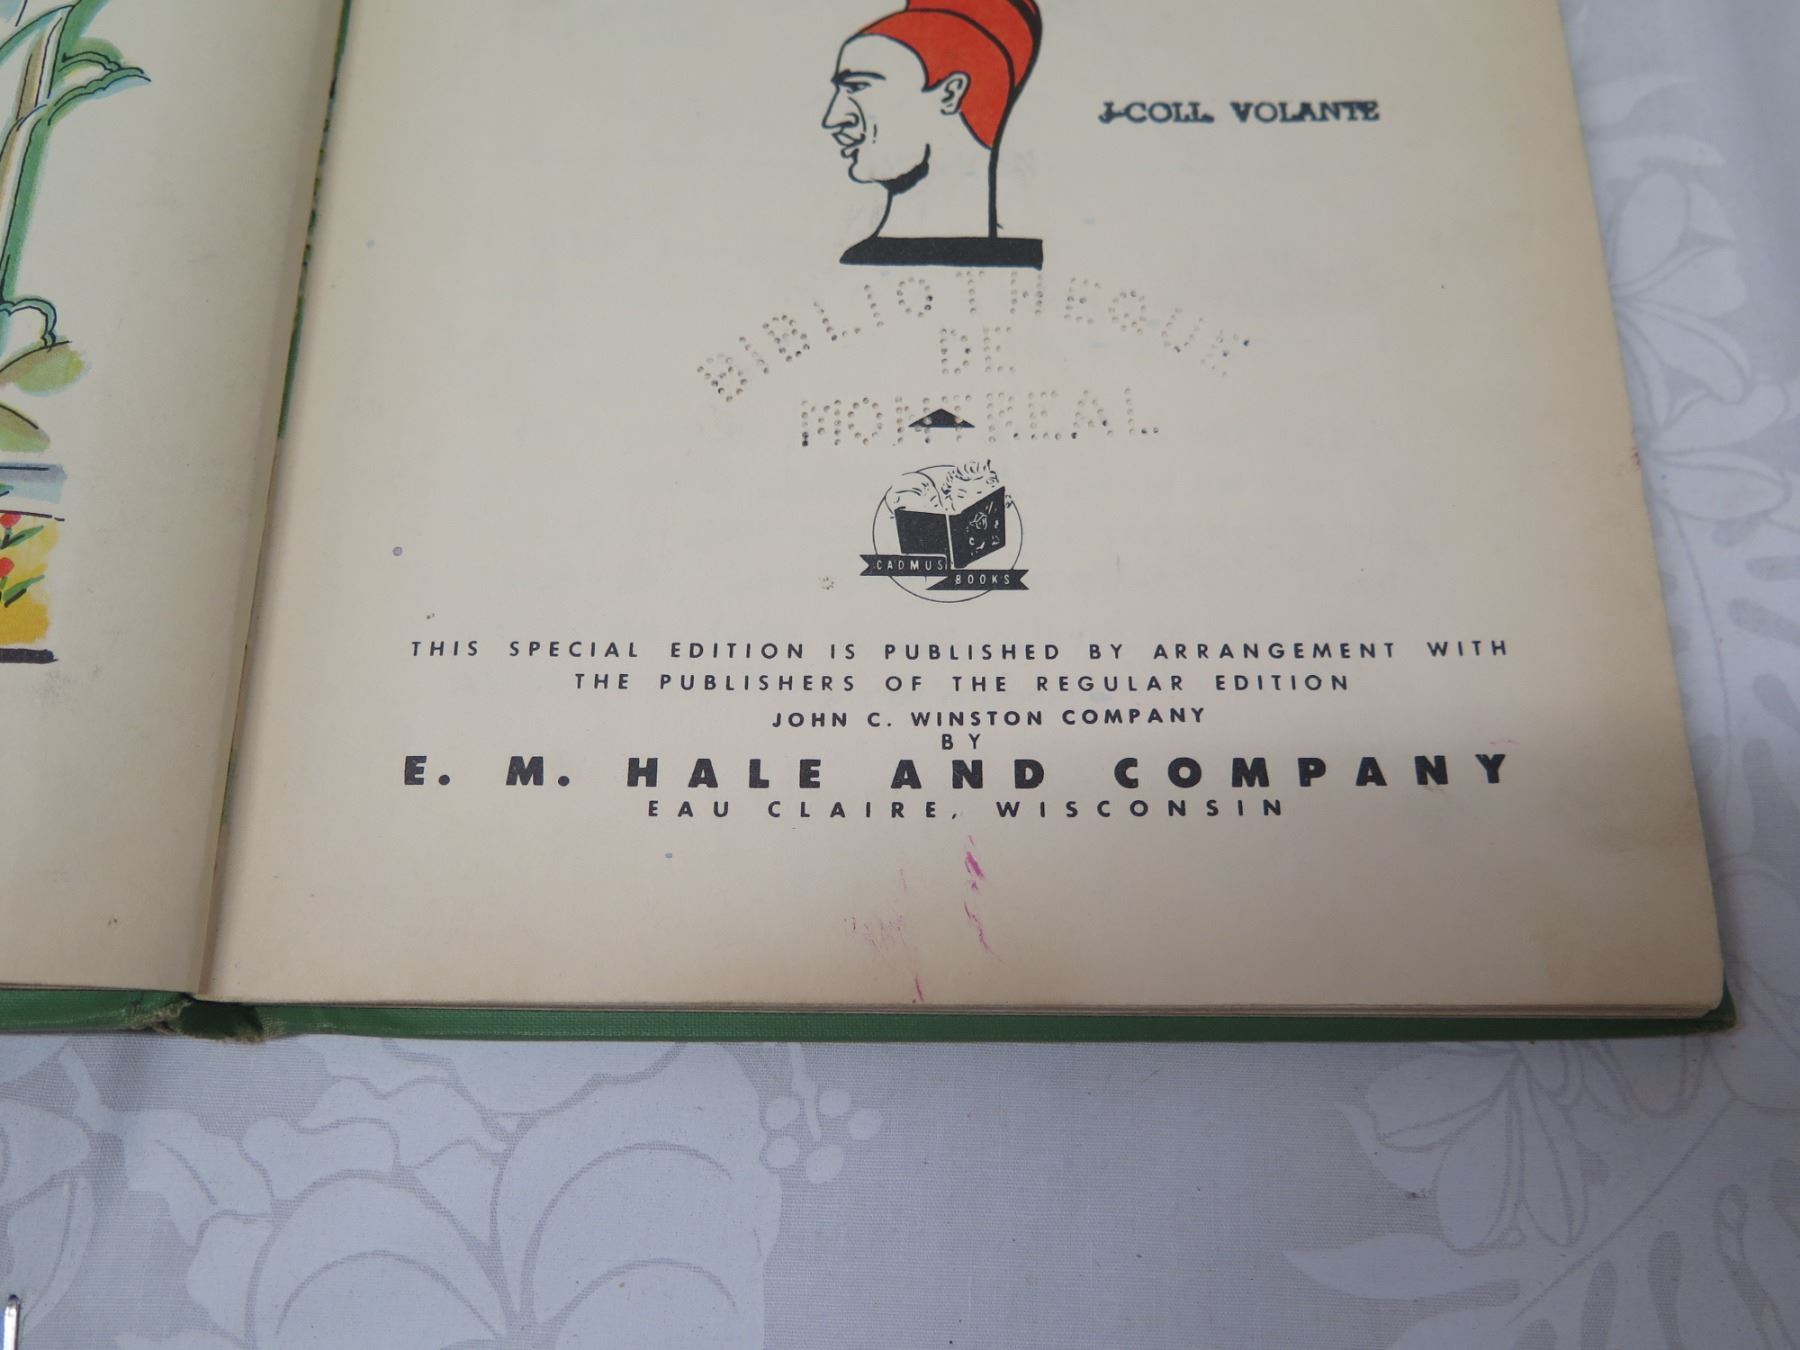 J-COLL. VOLANTE
BIBLIOTHEQUE
DE
MONTREAL
CADMUS
BOOKS
THIS SPECIAL EDITION IS PUBLISHED BY ARRANGEMENT WITH
THE PUBLISHERS OF THE REGULAR EDITION
JOHN C. WINSTON COMPANY
BY
E. M. HALE AND COMPANY
EAU CLAIRE, WISCONSIN